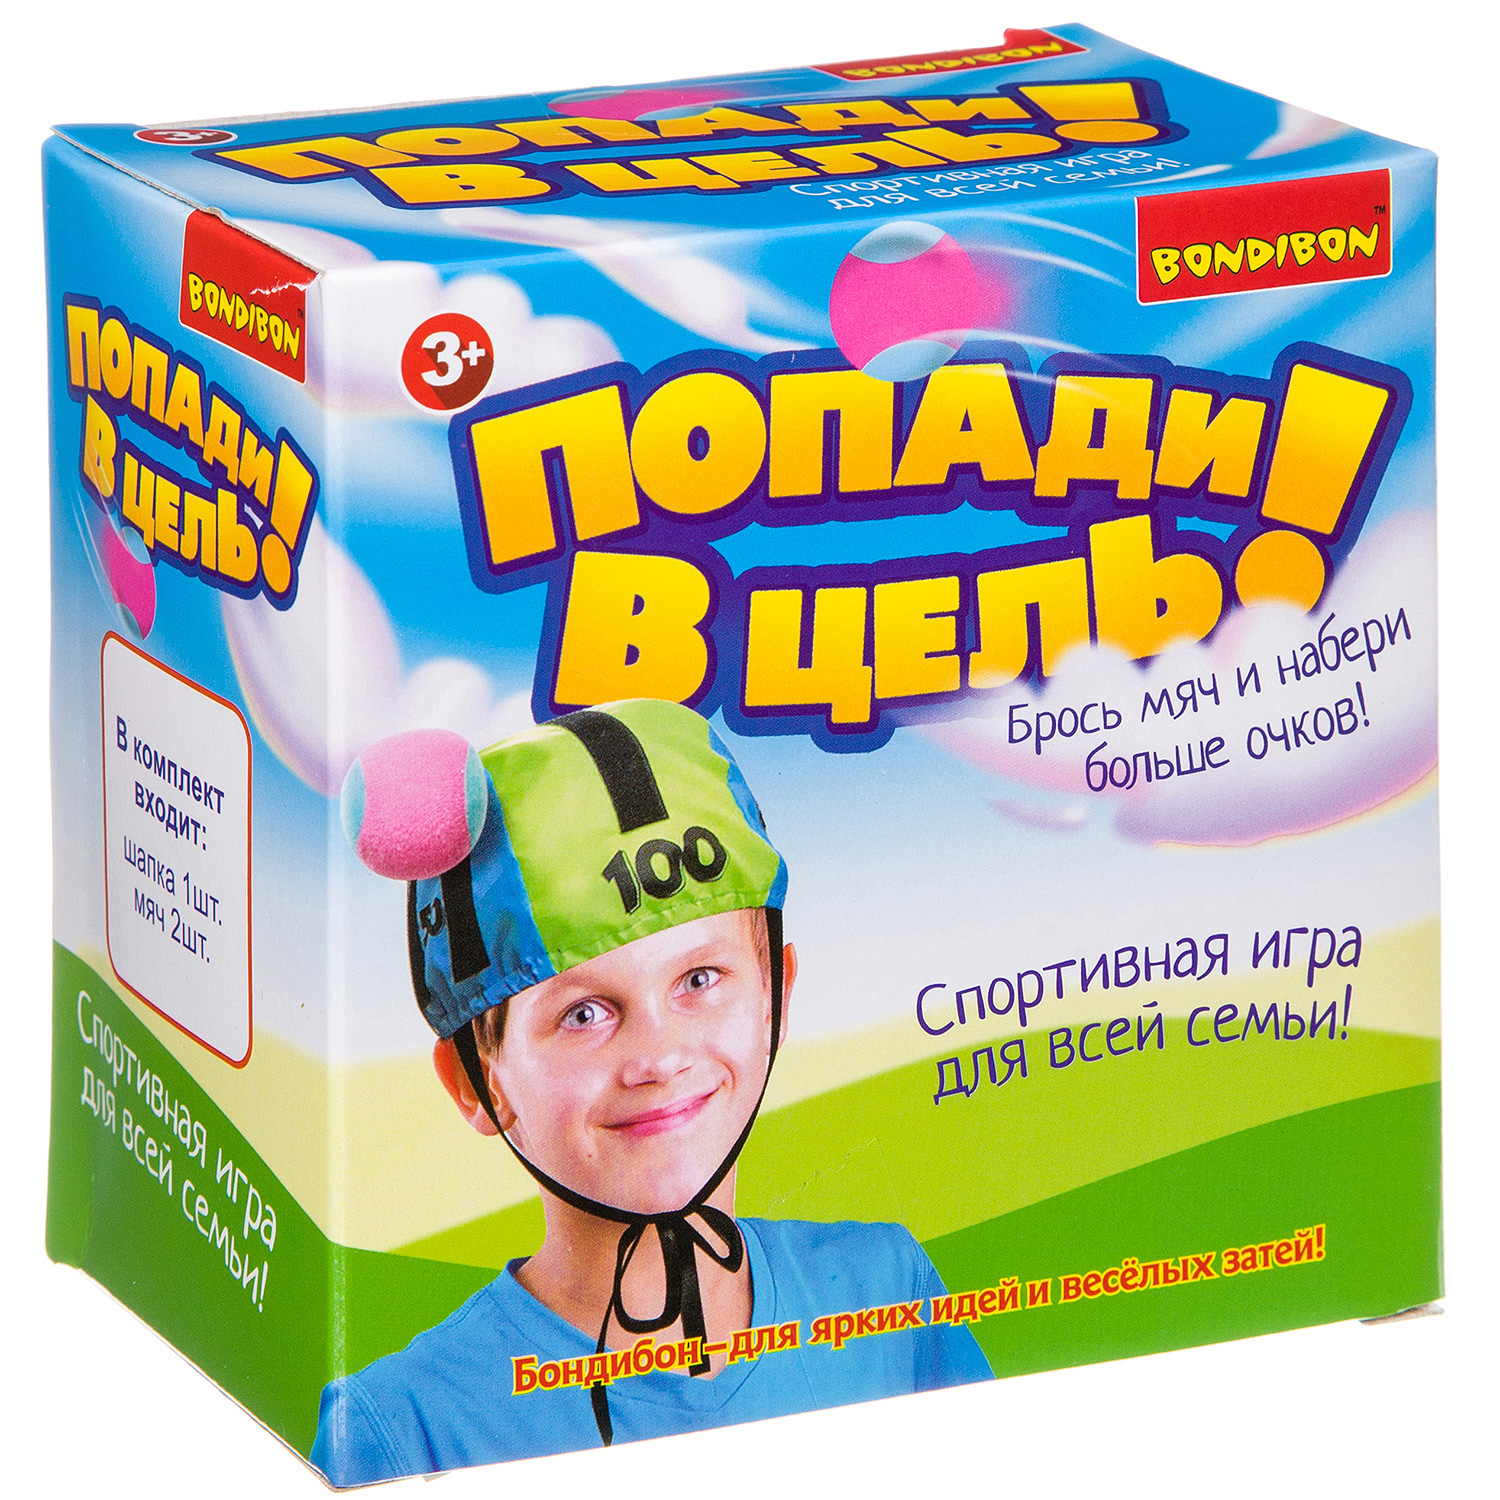 BONDIBON
3+
ПОПАДИ
В ЦЕЛЬ!
Спортивная игра
для всей семьи!
BONDIBON™
ПОПАДИ
В ЦЕЛЬ!
В комплект
входит:
шапка 1шт.
мяч 2шт.
Спортивная игра
для всей семьи!
BONDIBON™
3+
ПОПАДИ
В ЦЕЛЬ!
Брось мяч и набери
больше очков!
100
Спортивная игра
для всей семьи!
Бондибон–для ярких идей и весёлых затей!